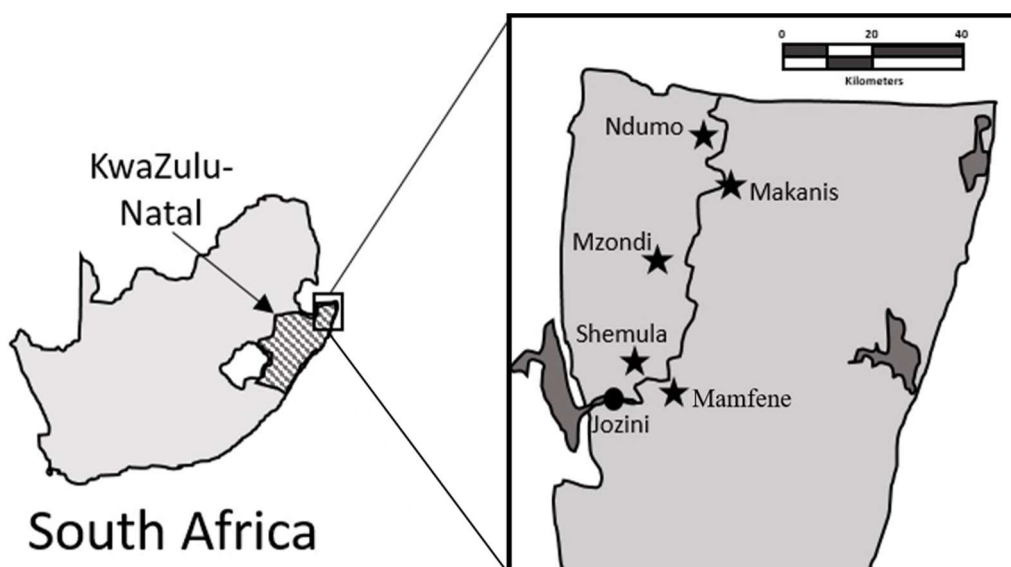 KwaZulu-
Natal
South Africa
0 20 40
Kilometers
Ndumo
Makanis
Mzondi
Shemula
Mamfene
Jozini